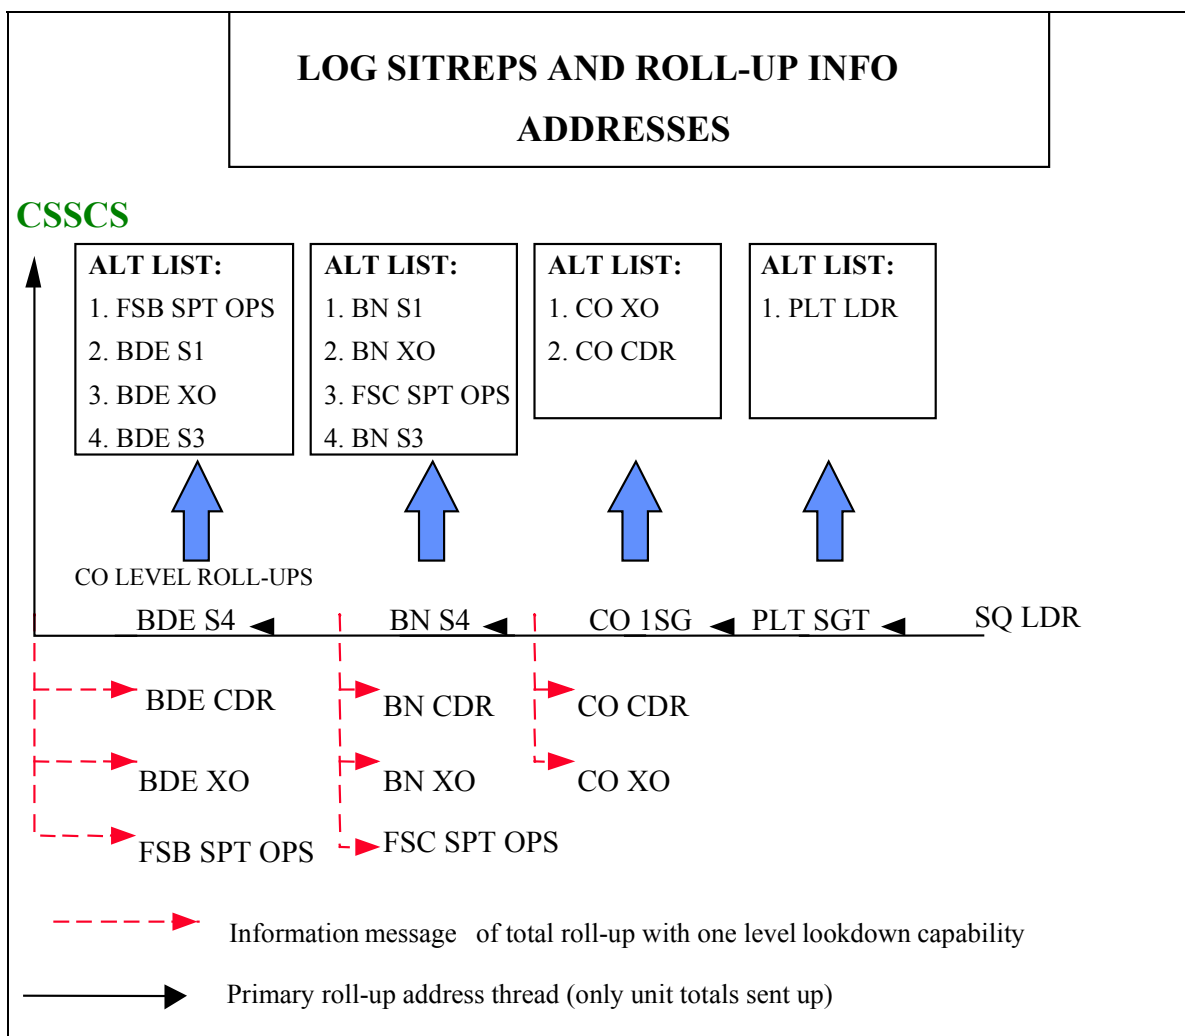 LOG SITREPS AND ROLL-UP INFO
ADDRESSES
CSSCS
ALT LIST:
1. FSB SPT OPS
2. BDE S1
3. BDE XO
4. BDE S3
ALT LIST:
1. BN S1
2. BN XO
3. FSC SPT OPS
4. BN S3
ALT LIST:
1. CO XO
2. CO CDR
ALT LIST:
1. PLT LDR
CO LEVEL ROLL-UPS
BDE S4
BN S4
CO 1SG
PLT SGT
SQ LDR
BDE CDR
BDE XO
FSB SPT OPS
BN CDR
BN XO
FSC SPT OPS
CO CDR
CO XO
Information message of total roll-up with one level lookdown capability
Primary roll-up address thread (only unit totals sent up)